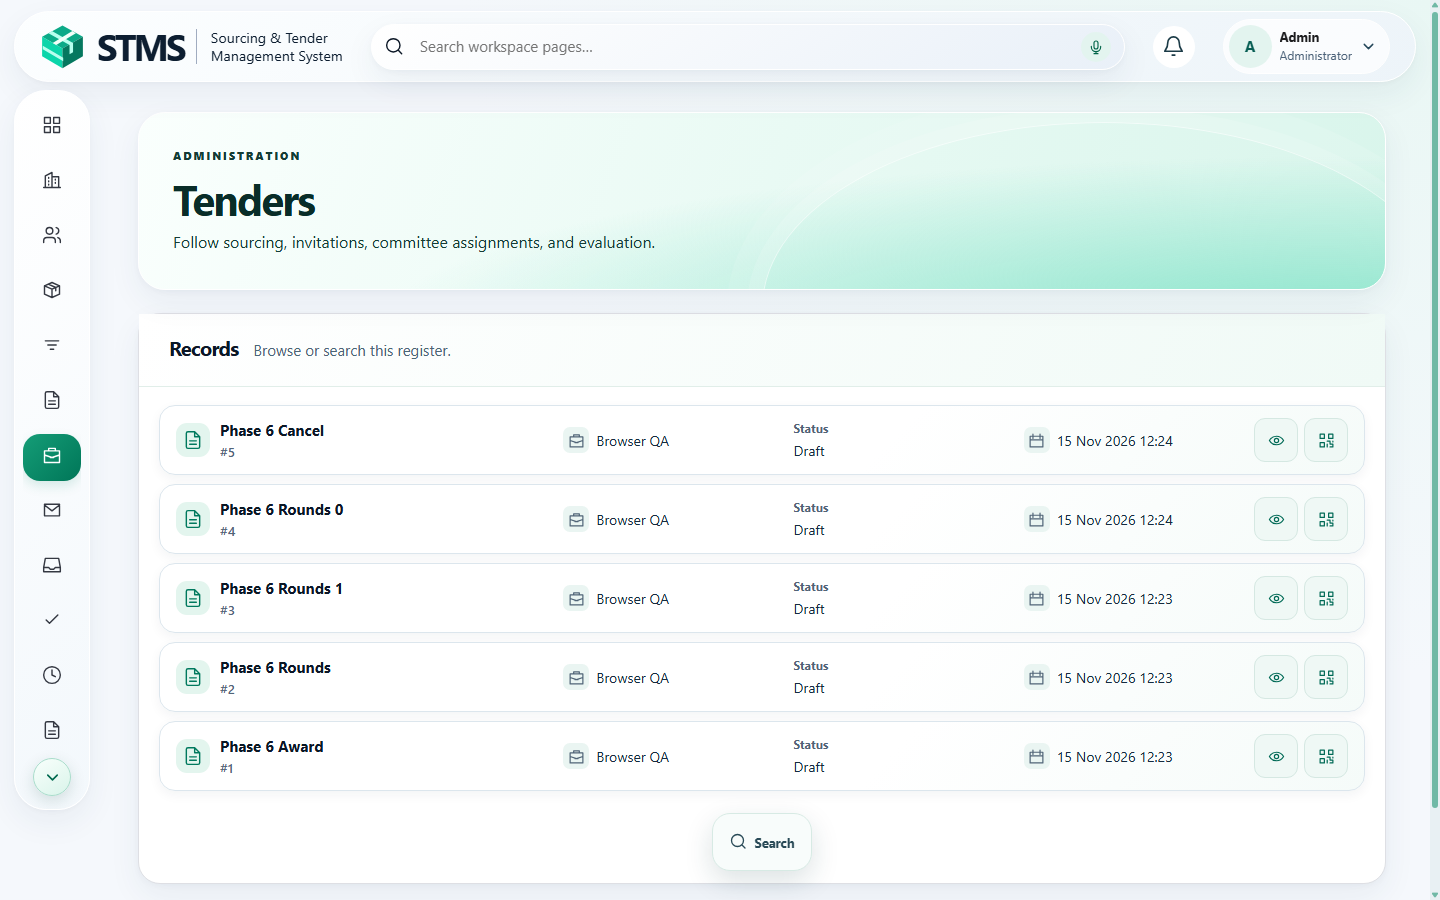 STMS
Sourcing & Tender
Management System
Search workspace pages...
A
Admin
Administrator
ADMINISTRATION
Tenders
Follow sourcing, invitations, committee assignments, and evaluation.
Records Browse or search this register.
Phase 6 Cancel
#5
Browser QA
Status
Draft
15 Nov 2026 12:24
Phase 6 Rounds 0
#4
Browser QA
Status
Draft
15 Nov 2026 12:24
Phase 6 Rounds 1
#3
Browser QA
Status
Draft
15 Nov 2026 12:23
Phase 6 Rounds
#2
Browser QA
Status
Draft
15 Nov 2026 12:23
Phase 6 Award
#1
Browser QA
Status
Draft
15 Nov 2026 12:23
Search